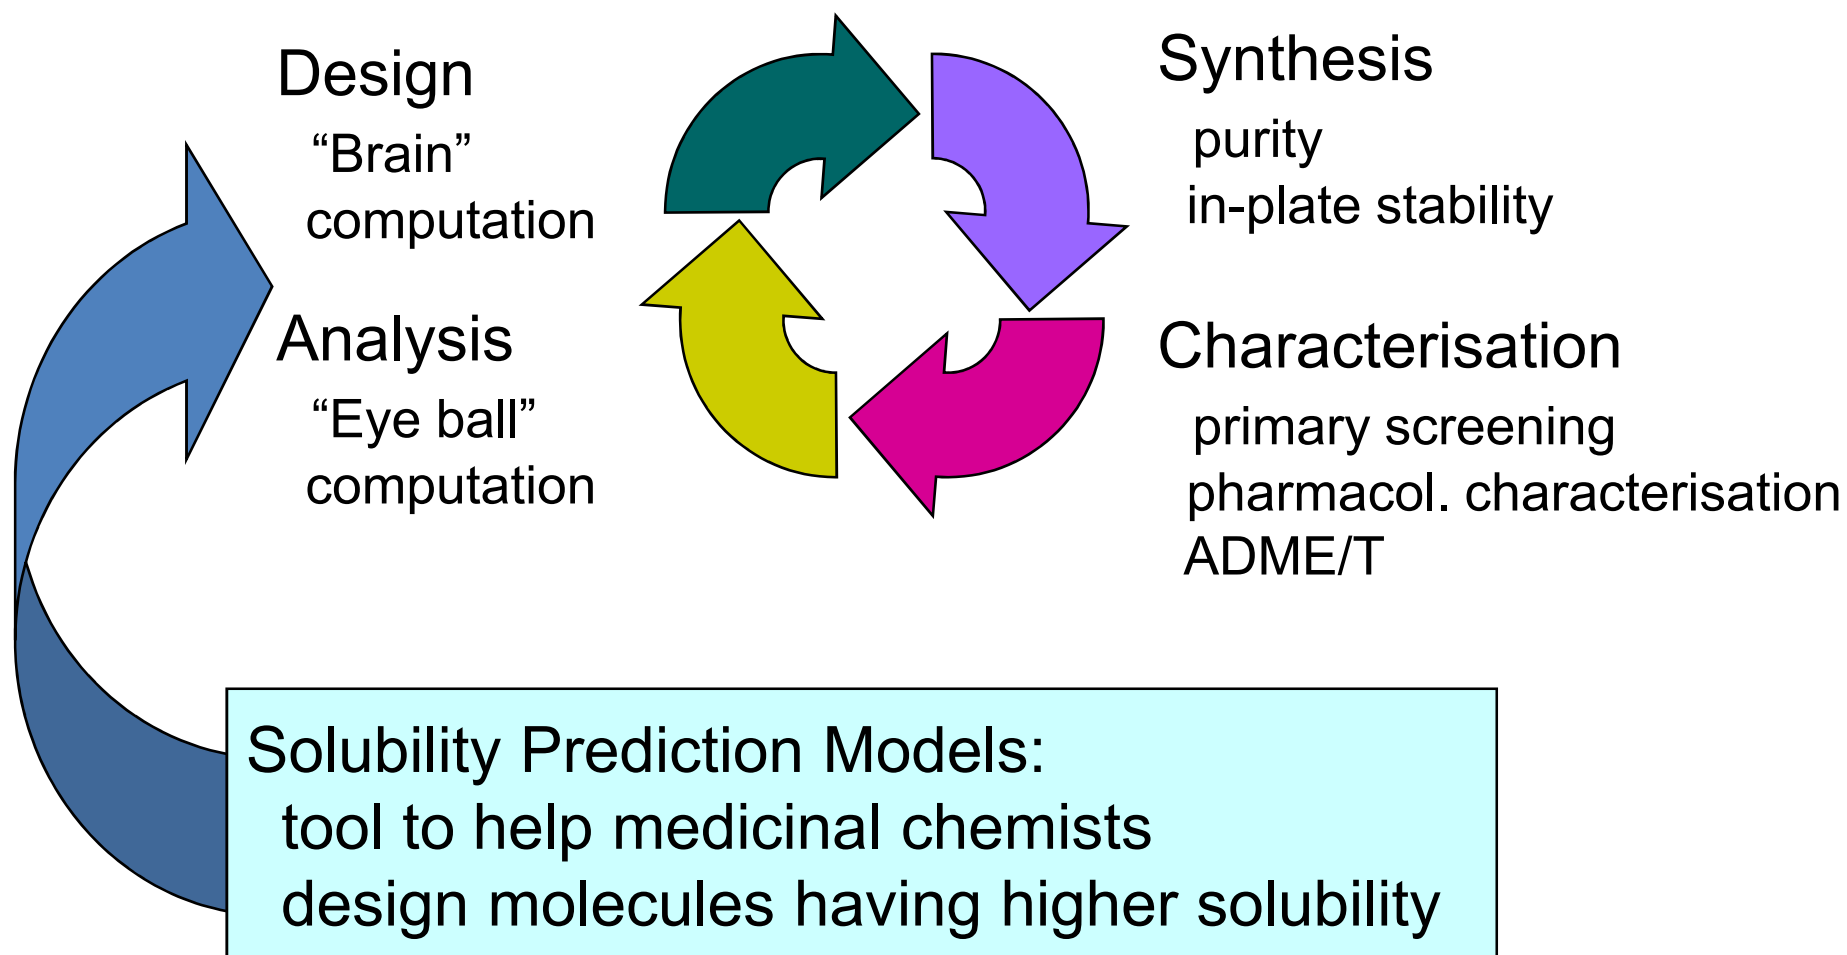 Design
“Brain”
computation
Synthesis
purity
in-plate stability
Analysis
“Eye ball”
computation
Characterisation
primary screening
pharmacol. characterisation
ADME/T
Solubility Prediction Models:
tool to help medicinal chemists
design molecules having higher solubility